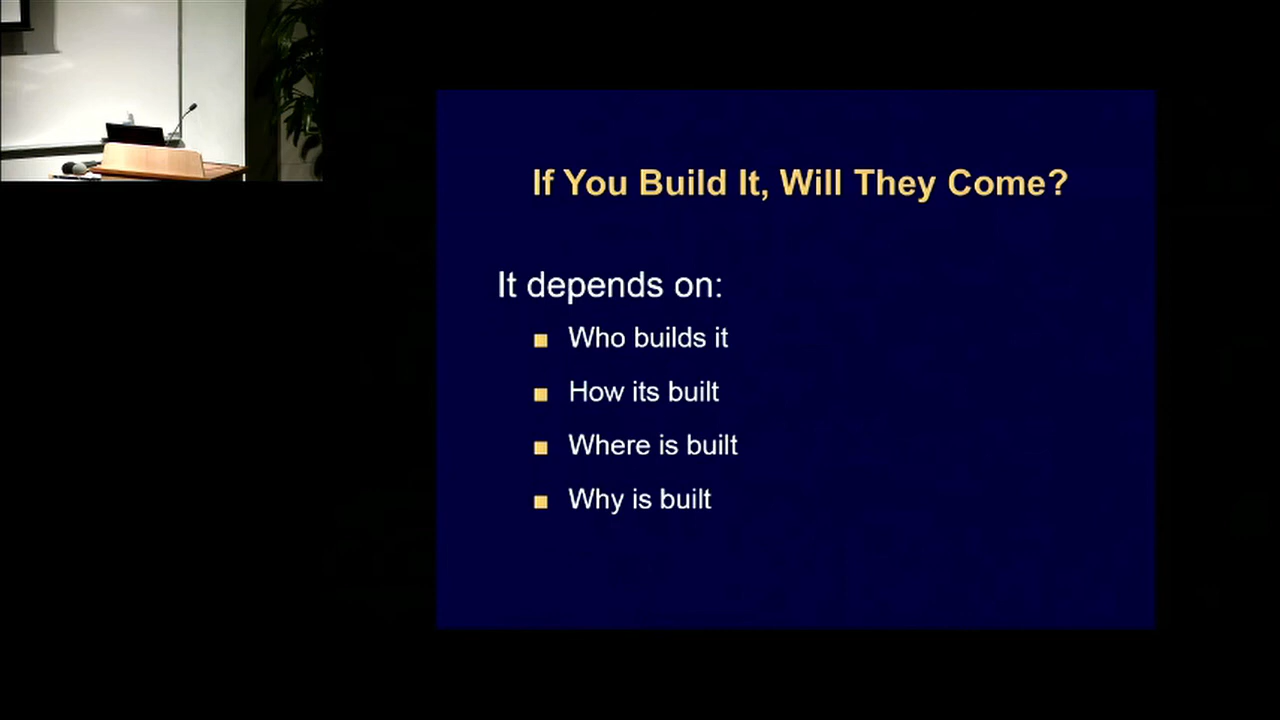 If You Build It, Will They Come?
It depends on:
Who builds it
How its built
Where is built
Why is built